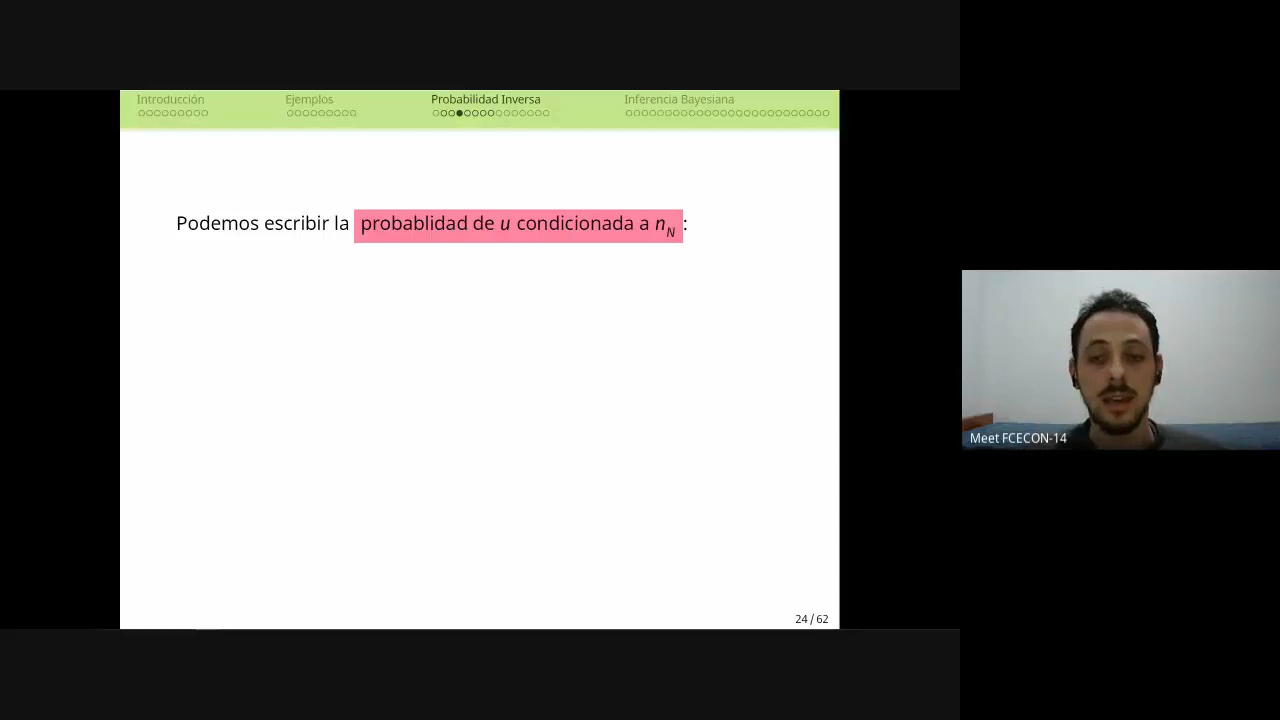 Introducción Ejemplos Probabilidad Inversa Inferencia Bayesiana
Podemos escribir la probablidad de u condicionada a n_N:
Meet FCECON-14
24 / 62